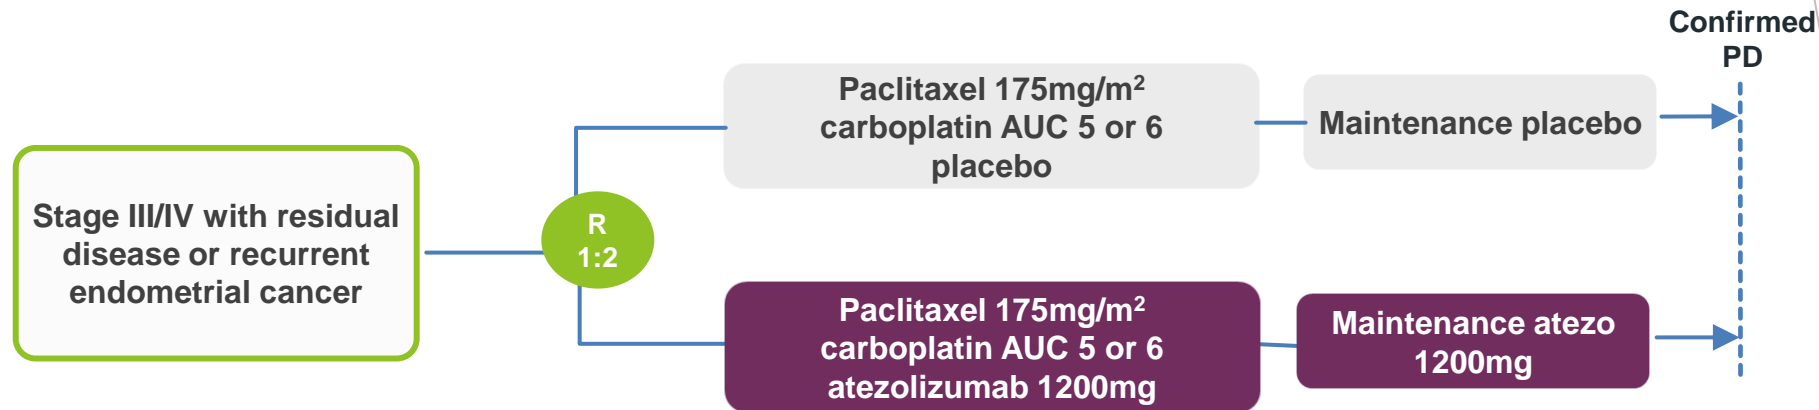 Stage III/IV with residual
disease or recurrent
endometrial cancer
R
1:2
Paclitaxel 175mg/m²
carboplatin AUC 5 or 6
placebo
Maintenance placebo
Paclitaxel 175mg/m²
carboplatin AUC 5 or 6
atezolizumab 1200mg
Maintenance atezo
1200mg
Confirmed
PD